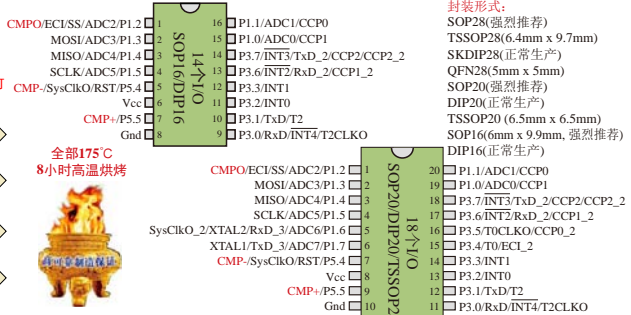 CMPO/ECI/SS/ADC2/P1.2 1
MOSI/ADC3/P1.3 2
MISO/ADC4/P1.4 3
SCLK/ADC5/P1.5 4
CMP-/SysClkO/RST/P5.4 5
Vcc 6
CMP+/P5.5 7
Gnd 8
SOP16/DIP16
14个I/O
16 P1.1/ADC1/CCP0
15 P1.0/ADC0/CCP1
14 P3.7/INT3/TxD_2/CCP2/CCP2_2
13 P3.6/INT2/RxD_2/CCP1_2
12 P3.3/INT1
11 P3.2/INT0
10 P3.1/TxD/T2
9 P3.0/RxD/INT4/T2CLKO
封装形式:
SOP28(强烈推荐)
TSSOP28(6.4mm x 9.7mm)
SKDIP28(正常生产)
QFN28(5mm x 5mm)
SOP20(强烈推荐)
DIP20(正常生产)
TSSOP20 (6.5mm x 6.5mm)
SOP16(6mm x 9.9mm, 强烈推荐)
DIP16(正常生产)
全部175°C
8小时高温烘烤
CMPO/ECI/SS/ADC2/P1.2 1
MOSI/ADC3/P1.3 2
MISO/ADC4/P1.4 3
SCLK/ADC5/P1.5 4
SysClkO_2/XTAL2/RxD_3/ADC6/P1.6 5
XTAL1/TxD_3/ADC7/P1.7 6
CMP-/SysClkO/RST/P5.4 7
Vcc 8
CMP+/P5.5 9
Gnd 10
SOP20/DIP20/TSSOP2
18个I/O
20 P1.1/ADC1/CCP0
19 P1.0/ADC0/CCP1
18 P3.7/INT3/TxD_2/CCP2/CCP2_2
17 P3.6/INT2/RxD_2/CCP1_2
16 P3.5/T0CLKO/CCP0_2
15 P3.4/T0/ECI_2
14 P3.3/INT1
13 P3.2/INT0
12 P3.1/TxD/T2
11 P3.0/RxD/INT4/T2CLKO